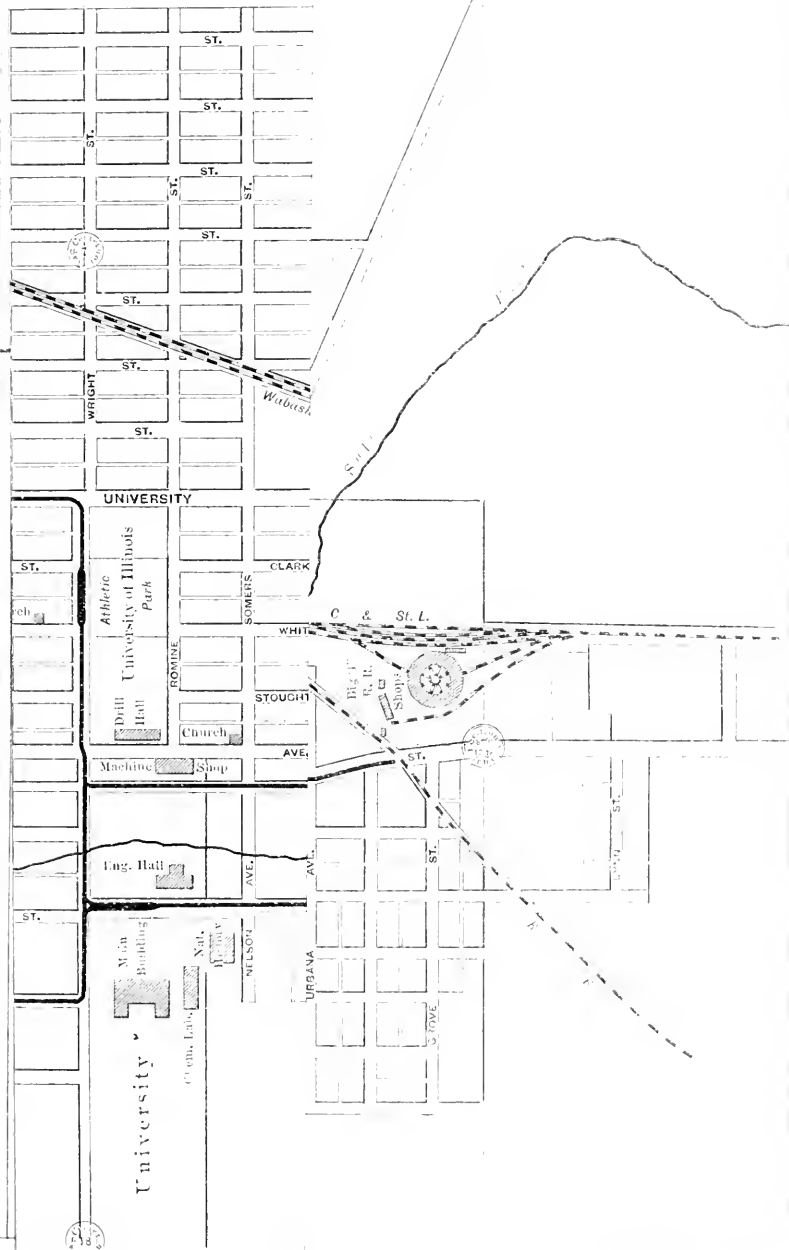 ST.
ST.
ST.
ST.
ST.
ST.
ST.
ST.
ST.
ST.
Wabash
WRIGHT
ST.
UNIVERSITY
ST.
CLARK
Athletic
University of Illinois
Park
SOMERS
C & St. L.
WHIT
ROMINE
Drill
Hall
STOUGHT
R. R.
Shops
Church
AVE.
ST.
Machine Shop
ST.
Eng. Hall
AVE.
AVE.
ST.
ST.
Main
Building
Nat.
NELSON
URBANA
GROVE
University